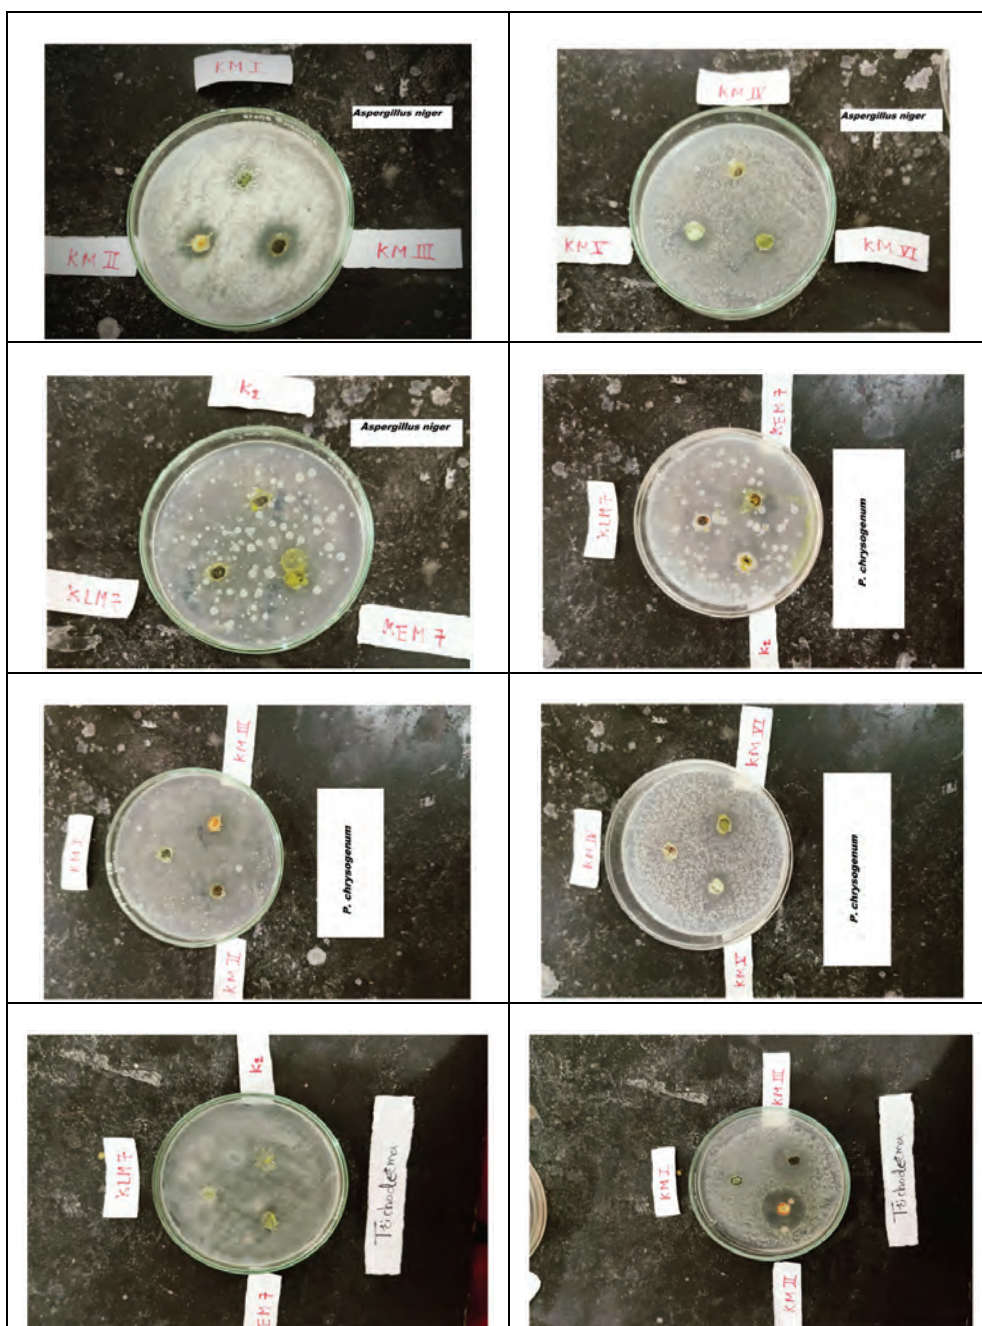 KM I
Aspergillus niger
KM II
KM III
KM IV
Aspergillus niger
KM V
KM VI
K2
Aspergillus niger
KLM7
KEM 7
KEM 7
KLM7
P. chrysogenum
K2
KM III
KM I
P. chrysogenum
KM II
KM VI
KM IV
P. chrysogenum
KM V
K2
KLM7
Trichoderma
EM 7
KM III
KM I
Trichoderma
KM II